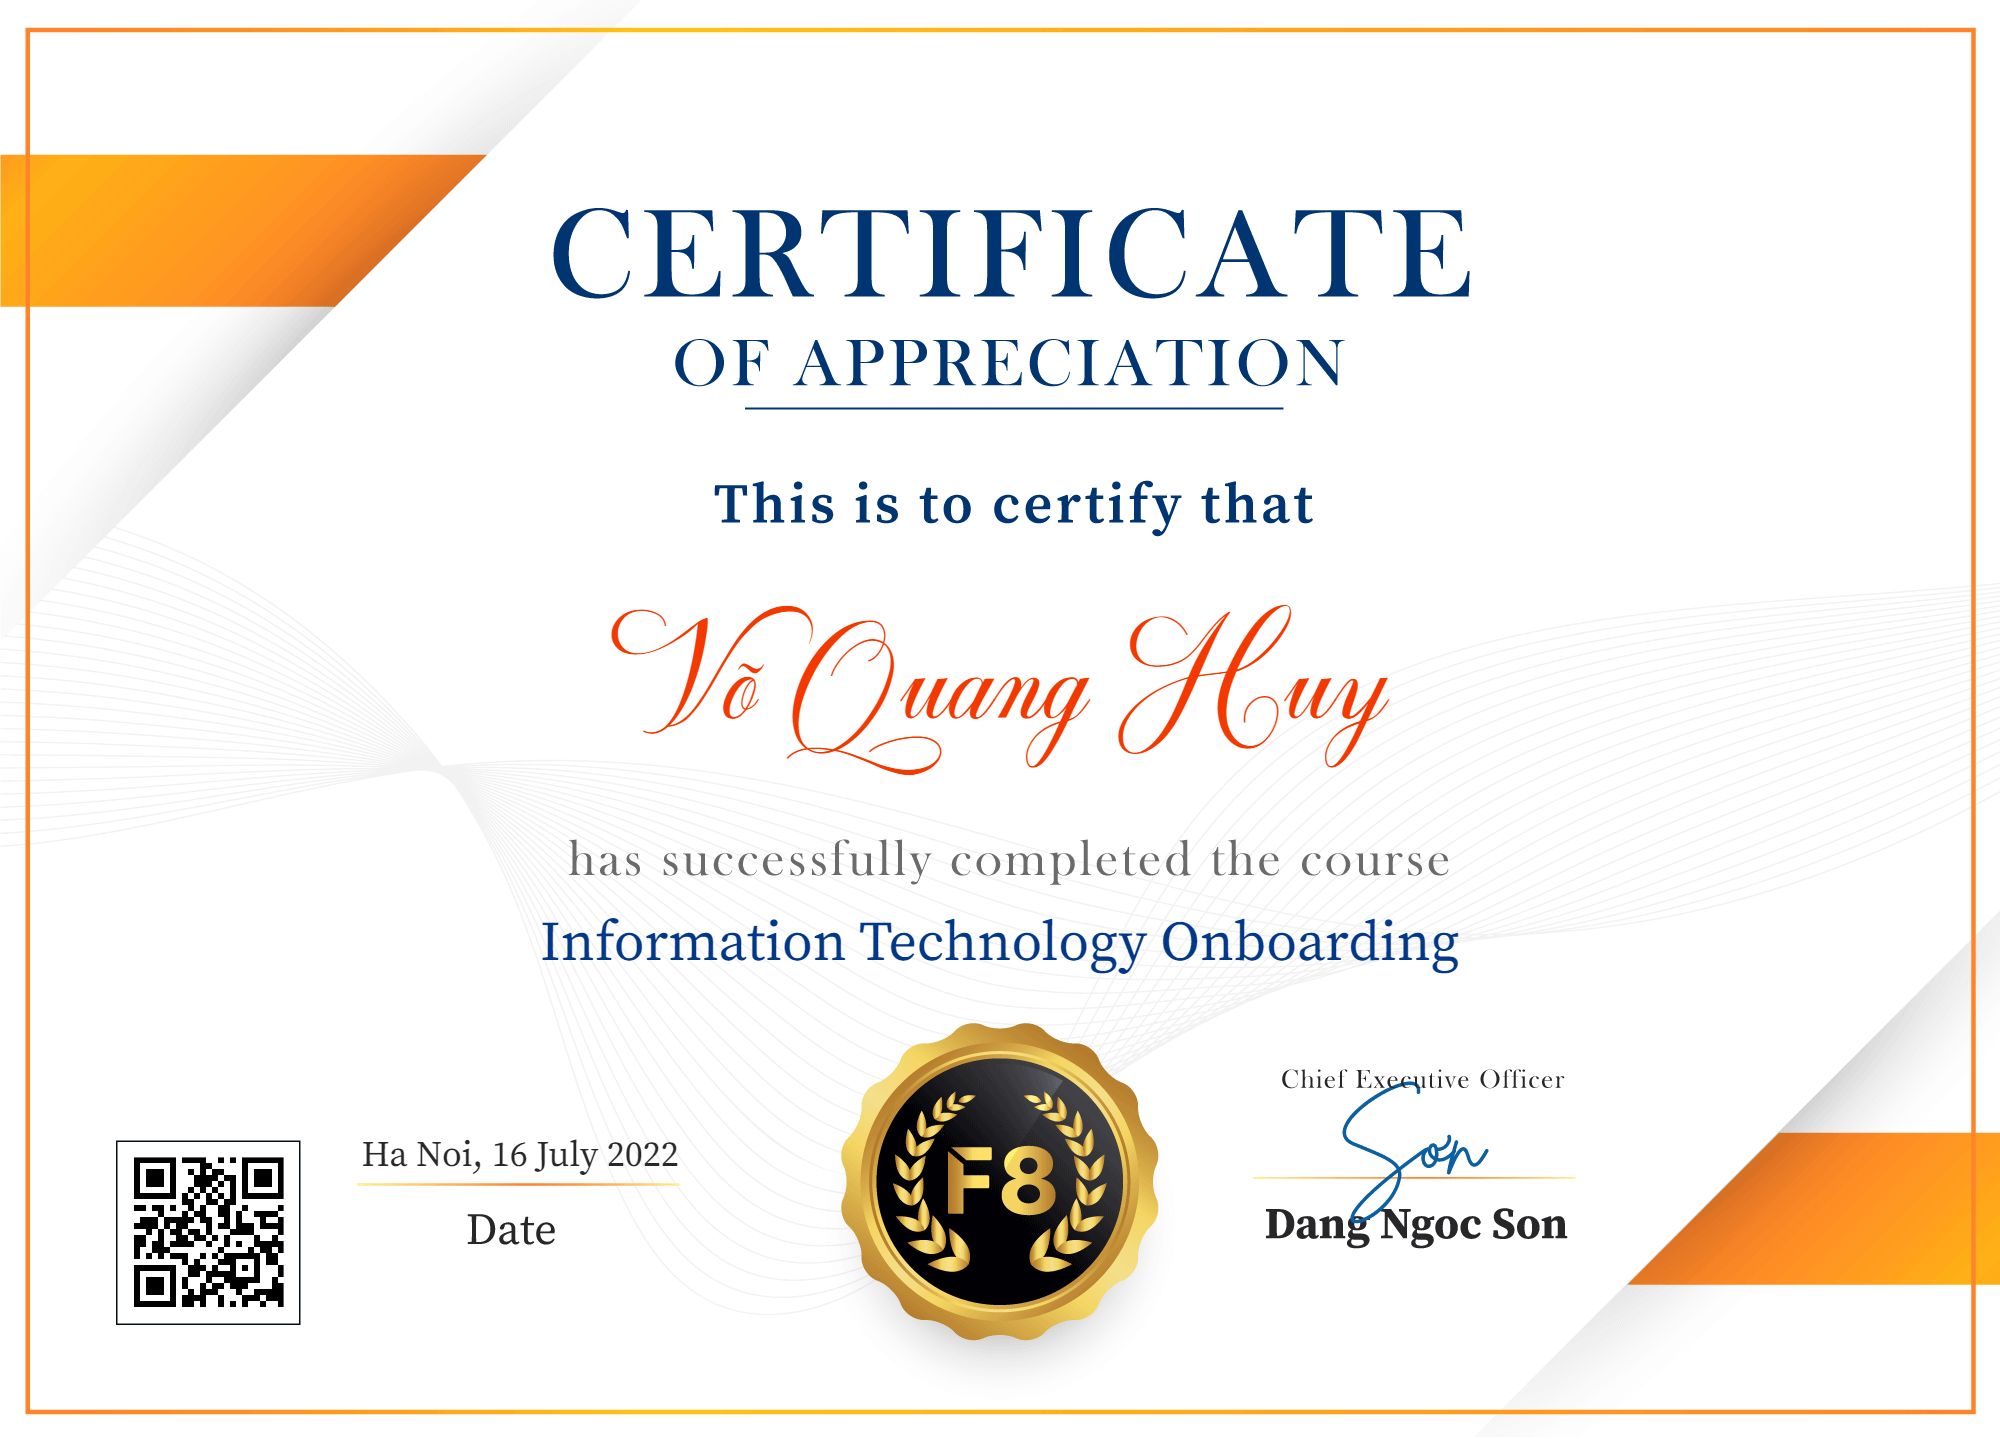 CERTIFICATE
OF APPRECIATION
This is to certify that
Võ Quang Huy
has successfully completed the course
Information Technology Onboarding
Ha Noi, 16 July 2022
Date
F8
Chief Executive Officer
Son
Dang Ngoc Son